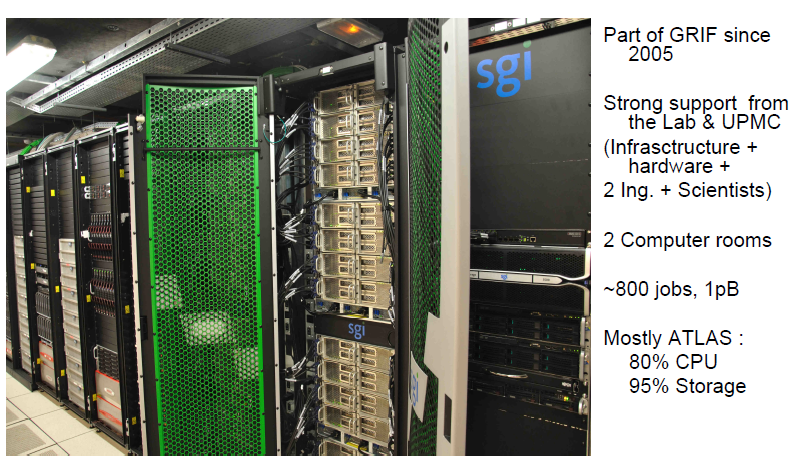 sgi
sgi
Part of GRIF since
2005
Strong support from
the Lab & UPMC
(Infrasctructure +
hardware +
2 Ing. + Scientists)
2 Computer rooms
~800 jobs, 1pB
Mostly ATLAS :
80% CPU
95% Storage